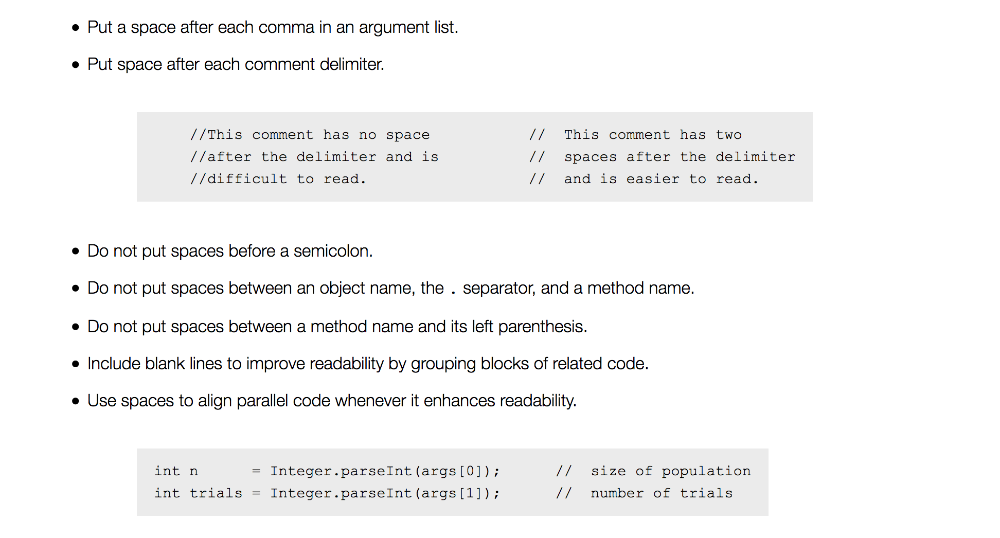 • Put a space after each comma in an argument list.
• Put space after each comment delimiter.
//This comment has no space //  This comment has two
//after the delimiter and is //  spaces after the delimiter
//difficult to read. //  and is easier to read.
• Do not put spaces before a semicolon.
• Do not put spaces between an object name, the . separator, and a method name.
• Do not put spaces between a method name and its left parenthesis.
• Include blank lines to improve readability by grouping blocks of related code.
• Use spaces to align parallel code whenever it enhances readability.
int n      = Integer.parseInt(args[0]);      //  size of population
int trials = Integer.parseInt(args[1]);      //  number of trials